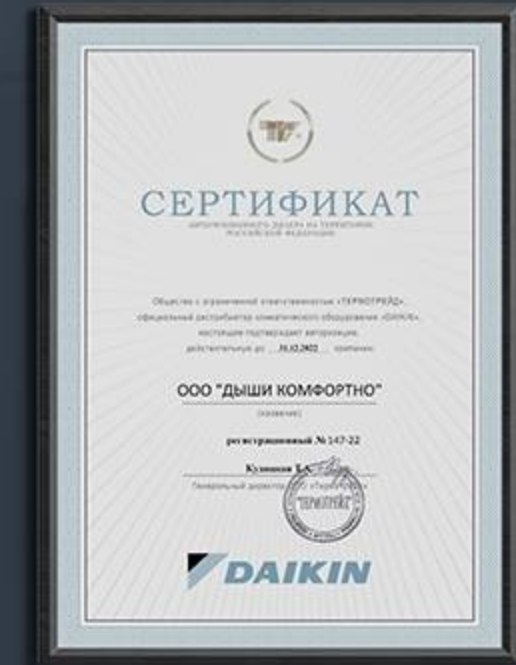 СЕРТИФИКАТ
АВТОРИЗОВАННОГО ДИЛЕРА НА ТЕРРИТОРИИ
РОССИЙСКОЙ ФЕДЕРАЦИИ
Общество с ограниченной ответственностью «ТЕРМОТРЕЙД»,
официальный дистрибьютор климатического оборудования «DAIKIN»,
настоящим подтверждает авторизацию,
действительную до 31.12.2022 компании:
ООО "ДЫШИ КОМФОРТНО"
(название)
регистрационный № 147-22
Генеральный директор
"ТЕРМОТРЕЙД"
DAIKIN